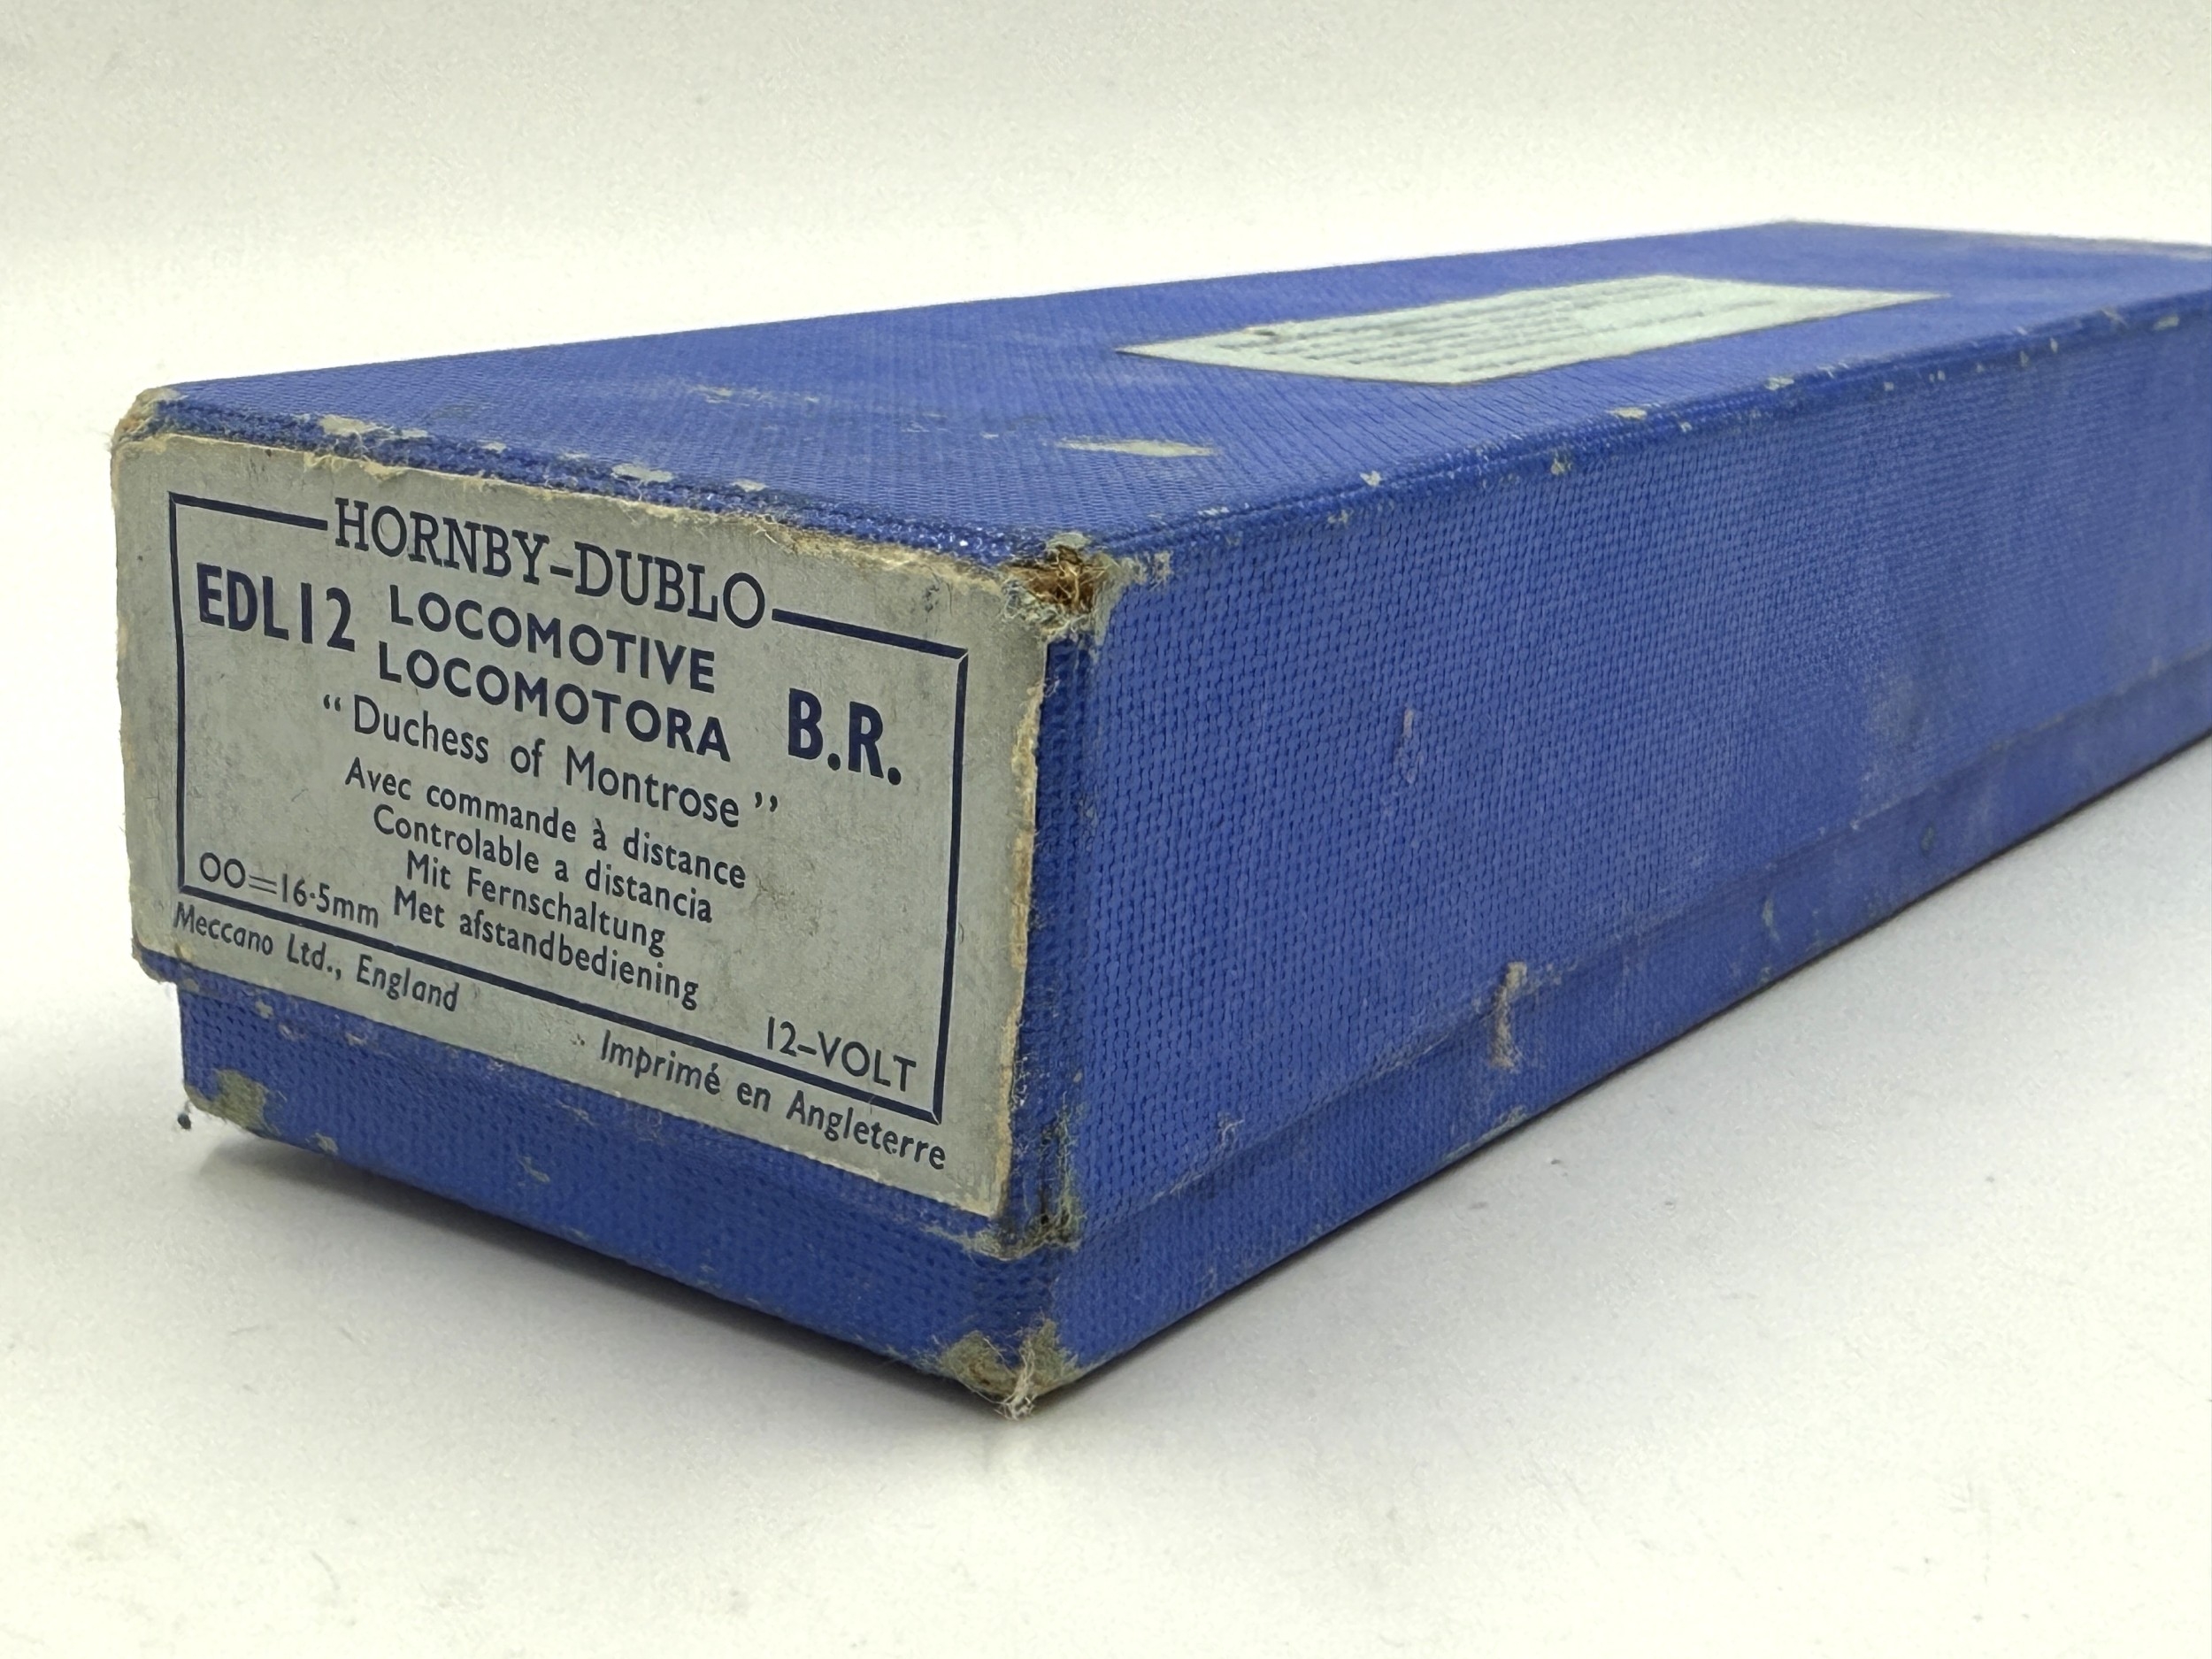 HORNBY-DUBLO
EDL12 LOCOMOTIVE
LOCOMOTORA B.R.
“Duchess of Montrose”
Avec commande à distance
Controlable a distancia
Mit Fernschaltung
Met afstandbediening
OO=16·5mm
12-VOLT
Meccano Ltd., England
Imprimé en Angleterre